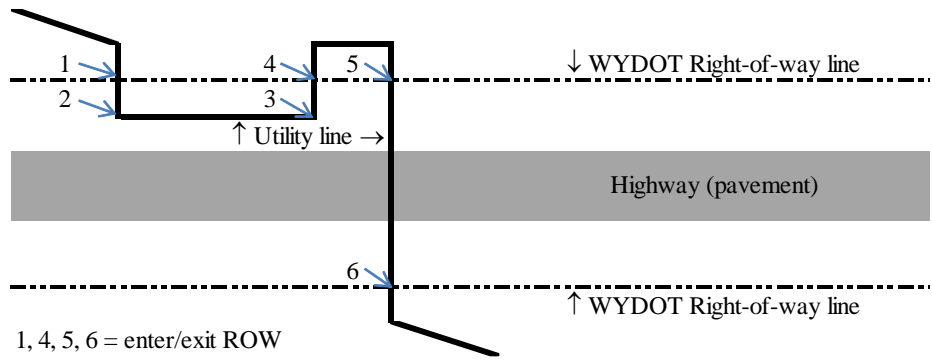 1
4
5
↓ WYDOT Right-of-way line
2
3
↑ Utility line →
Highway (pavement)
6
↑ WYDOT Right-of-way line
1, 4, 5, 6 = enter/exit ROW